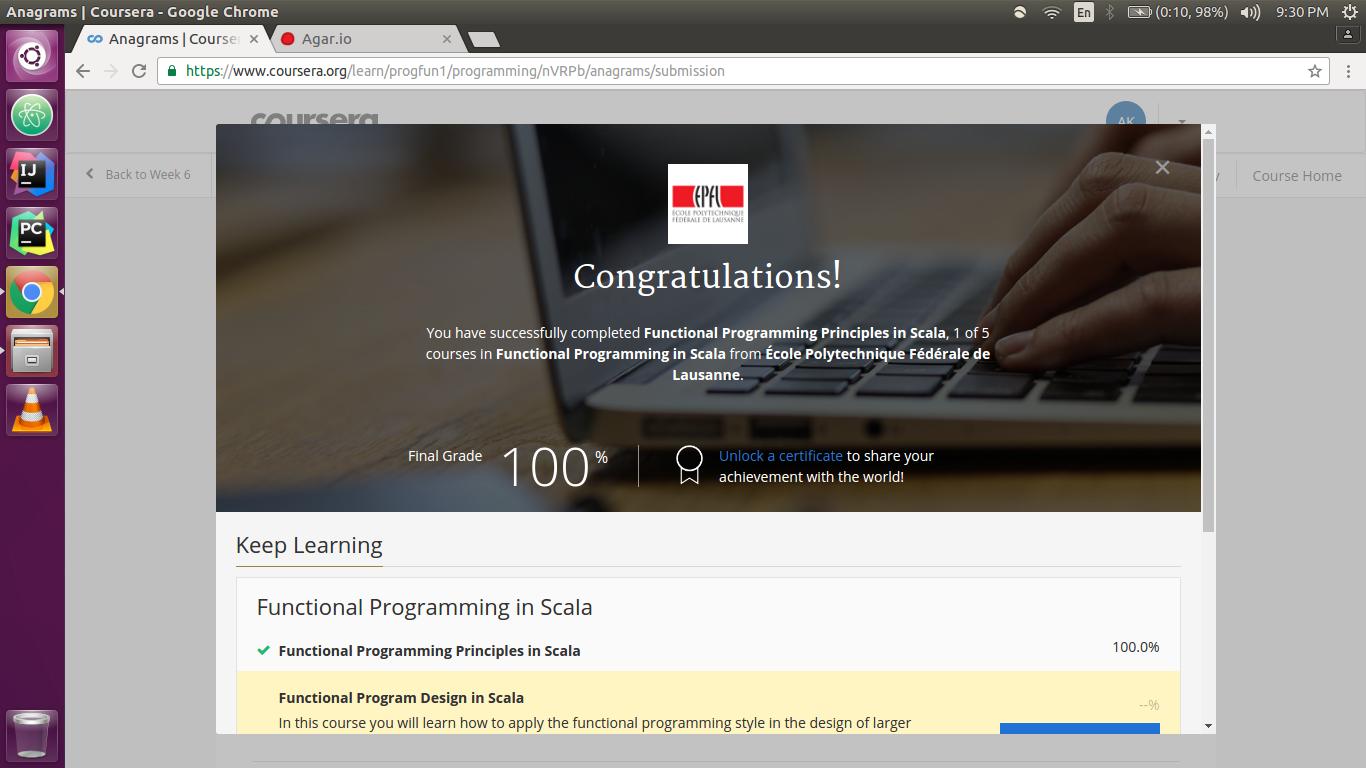 Anagrams | Coursera - Google Chrome
En
(0:10, 98%)
9:30 PM
Anagrams | Course
Agar.io
https://www.coursera.org/learn/progfun1/programming/nVRPb/anagrams/submission
coursera
AK
Back to Week 6
Course Home
IJ
PC
EPFL
ÉCOLE POLYTECHNIQUE
FÉDÉRALE DE LAUSANNE
Congratulations!
You have successfully completed Functional Programming Principles in Scala, 1 of 5
courses in Functional Programming in Scala from École Polytechnique Fédérale de
Lausanne.
Final Grade 100 %
Unlock a certificate to share your
achievement with the world!
Keep Learning
Functional Programming in Scala
Functional Programming Principles in Scala 100.0%
Functional Program Design in Scala --%
In this course you will learn how to apply the functional programming style in the design of larger